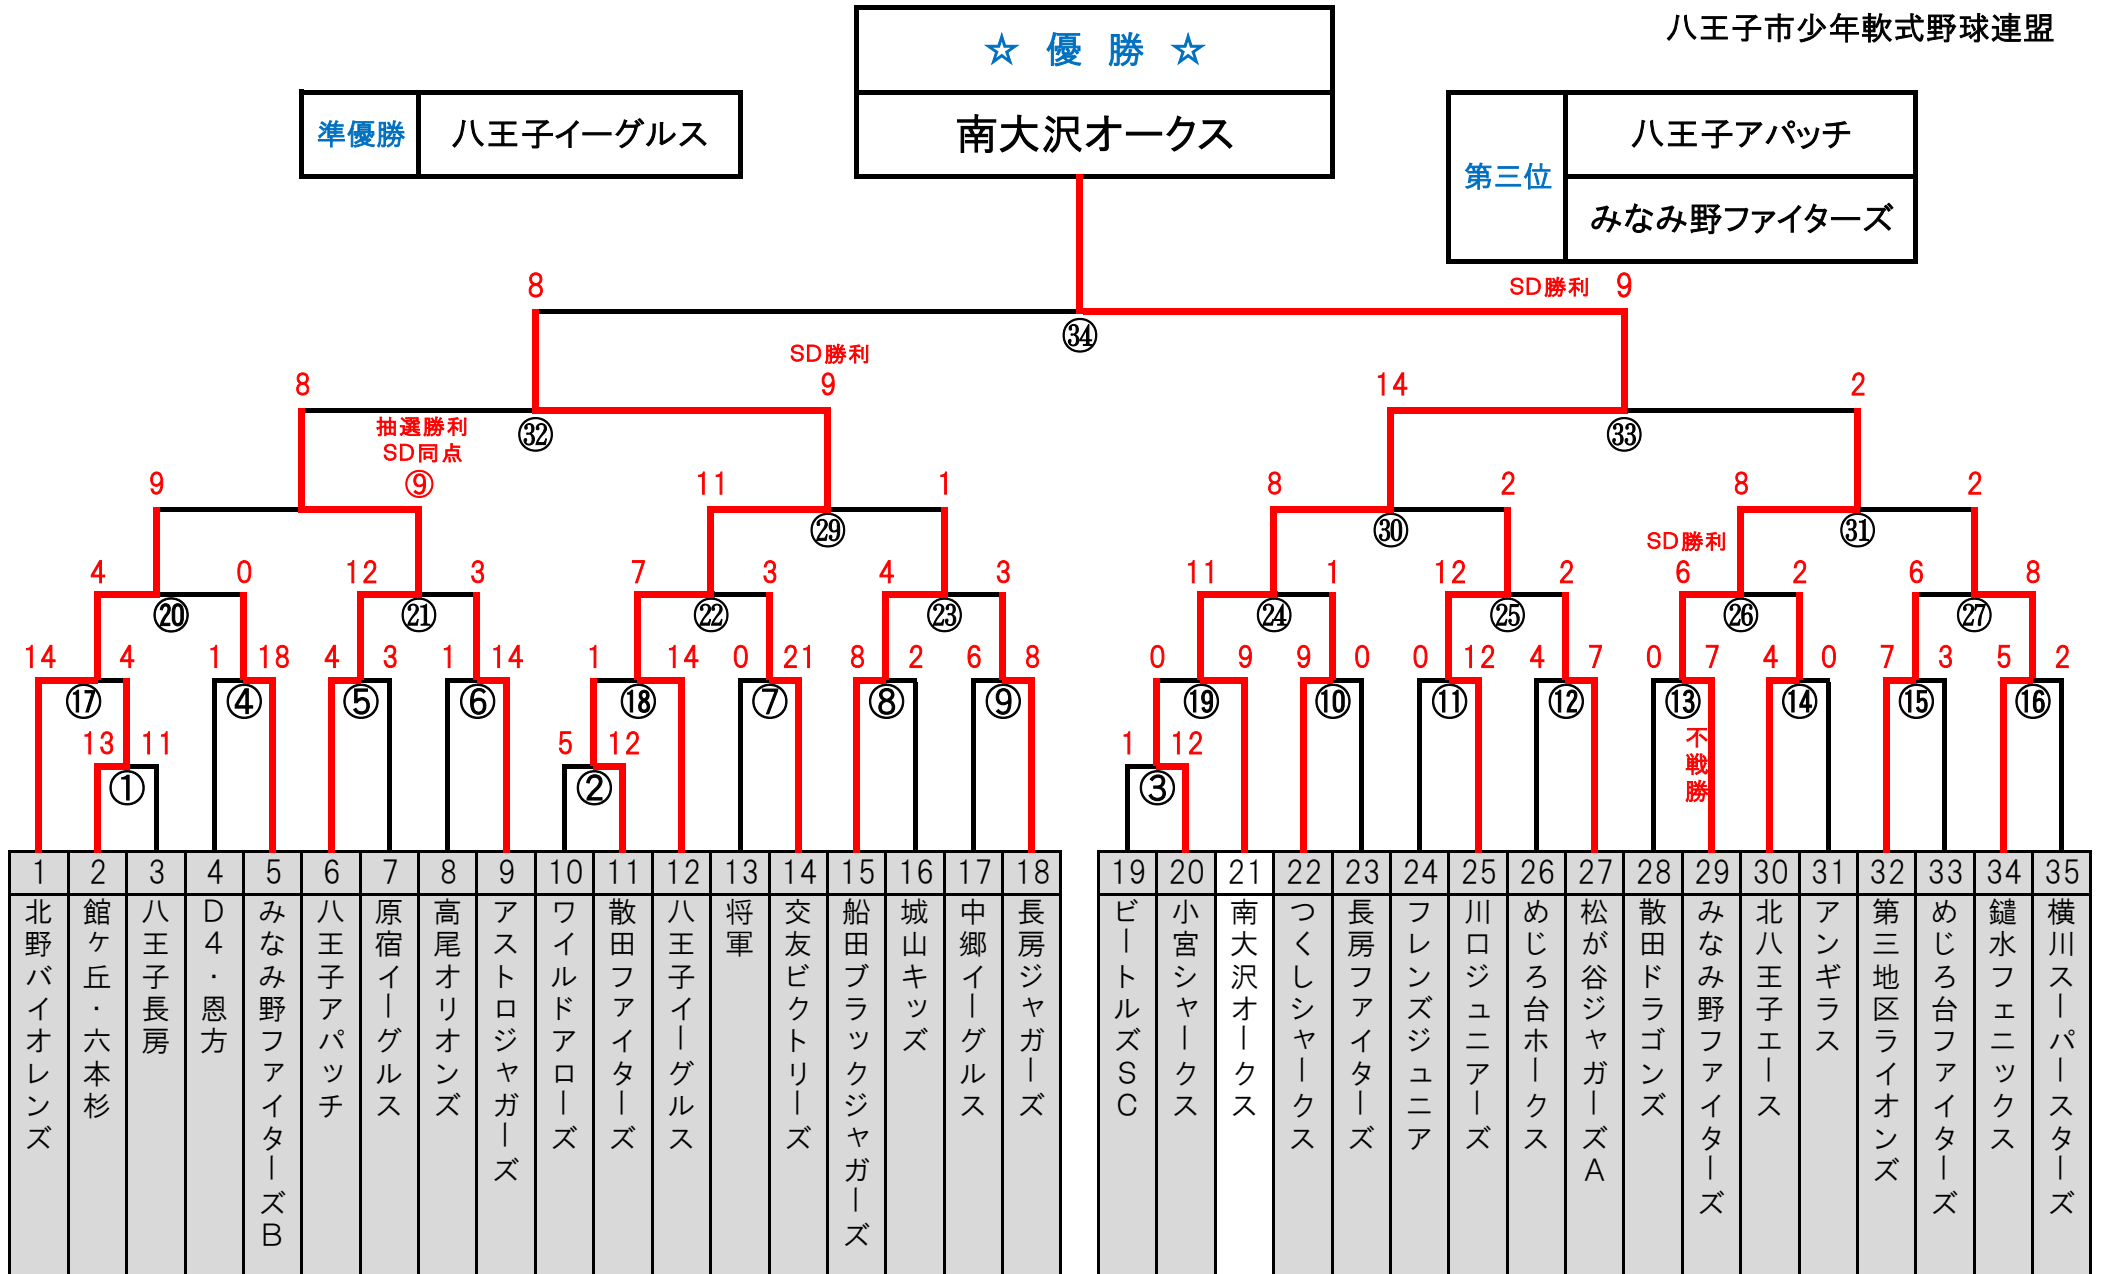 八王子市少年軟式野球連盟
☆ 優 勝 ☆
南大沢オークス
準優勝
八王子イーグルス
第三位
八王子アパッチ
みなみ野ファイターズ
8
SD勝利 9
㉞
SD勝利
8 9 14 2
抽選勝利
SD同点
㉜ ㉝
9 ⑨ 11 1 8 2 8 2
㉙ ㉚ ㉛
SD勝利
4 0 12 3 7 3 4 3 11 1 12 2 6 2 6 8
⑳ ㉑ ㉒ ㉓ ㉔ ㉕ ㉖ ㉗
14 4 1 18 4 3 1 14 1 14 0 21 8 2 6 8 0 9 9 0 0 12 4 7 0 7 4 0 7 3 5 2
⑰ ④ ⑤ ⑥ ⑱ ⑦ ⑧ ⑨ ⑲ ⑩ ⑪ ⑫ ⑬ ⑭ ⑮ ⑯
不戦勝
13 11 5 12 1 12
① ② ③
1 2 3 4 5 6 7 8 9 10 11 12 13 14 15 16 17 18 19 20 21 22 23 24 25 26 27 28 29 30 31 32 33 34 35
北野バイオレンズ
館ヶ丘・六本杉
八王子長房
D4・恩方
みなみ野ファイターズB
八王子アパッチ
原宿イーグルス
高尾オリオンズ
アストロジャガーズ
ワイルドアローズ
散田ファイターズ
八王子イーグルス
将軍
交友ビクトリーズ
船田ブラックジャガーズ
城山キッズ
中郷イーグルス
長房ジャガーズ
ビートルズSC
小宮シャークス
南大沢オークス
つくしシャークス
長房ファイターズ
フレンズジュニア
川口ジュニアーズ
めじろ台ホークス
松が谷ジャガーズA
散田ドラゴンズ
みなみ野ファイターズ
北八王子エース
アンギラス
第三地区ライオンズ
めじろ台ファイターズ
鑓水フェニックス
横川スーパースターズ